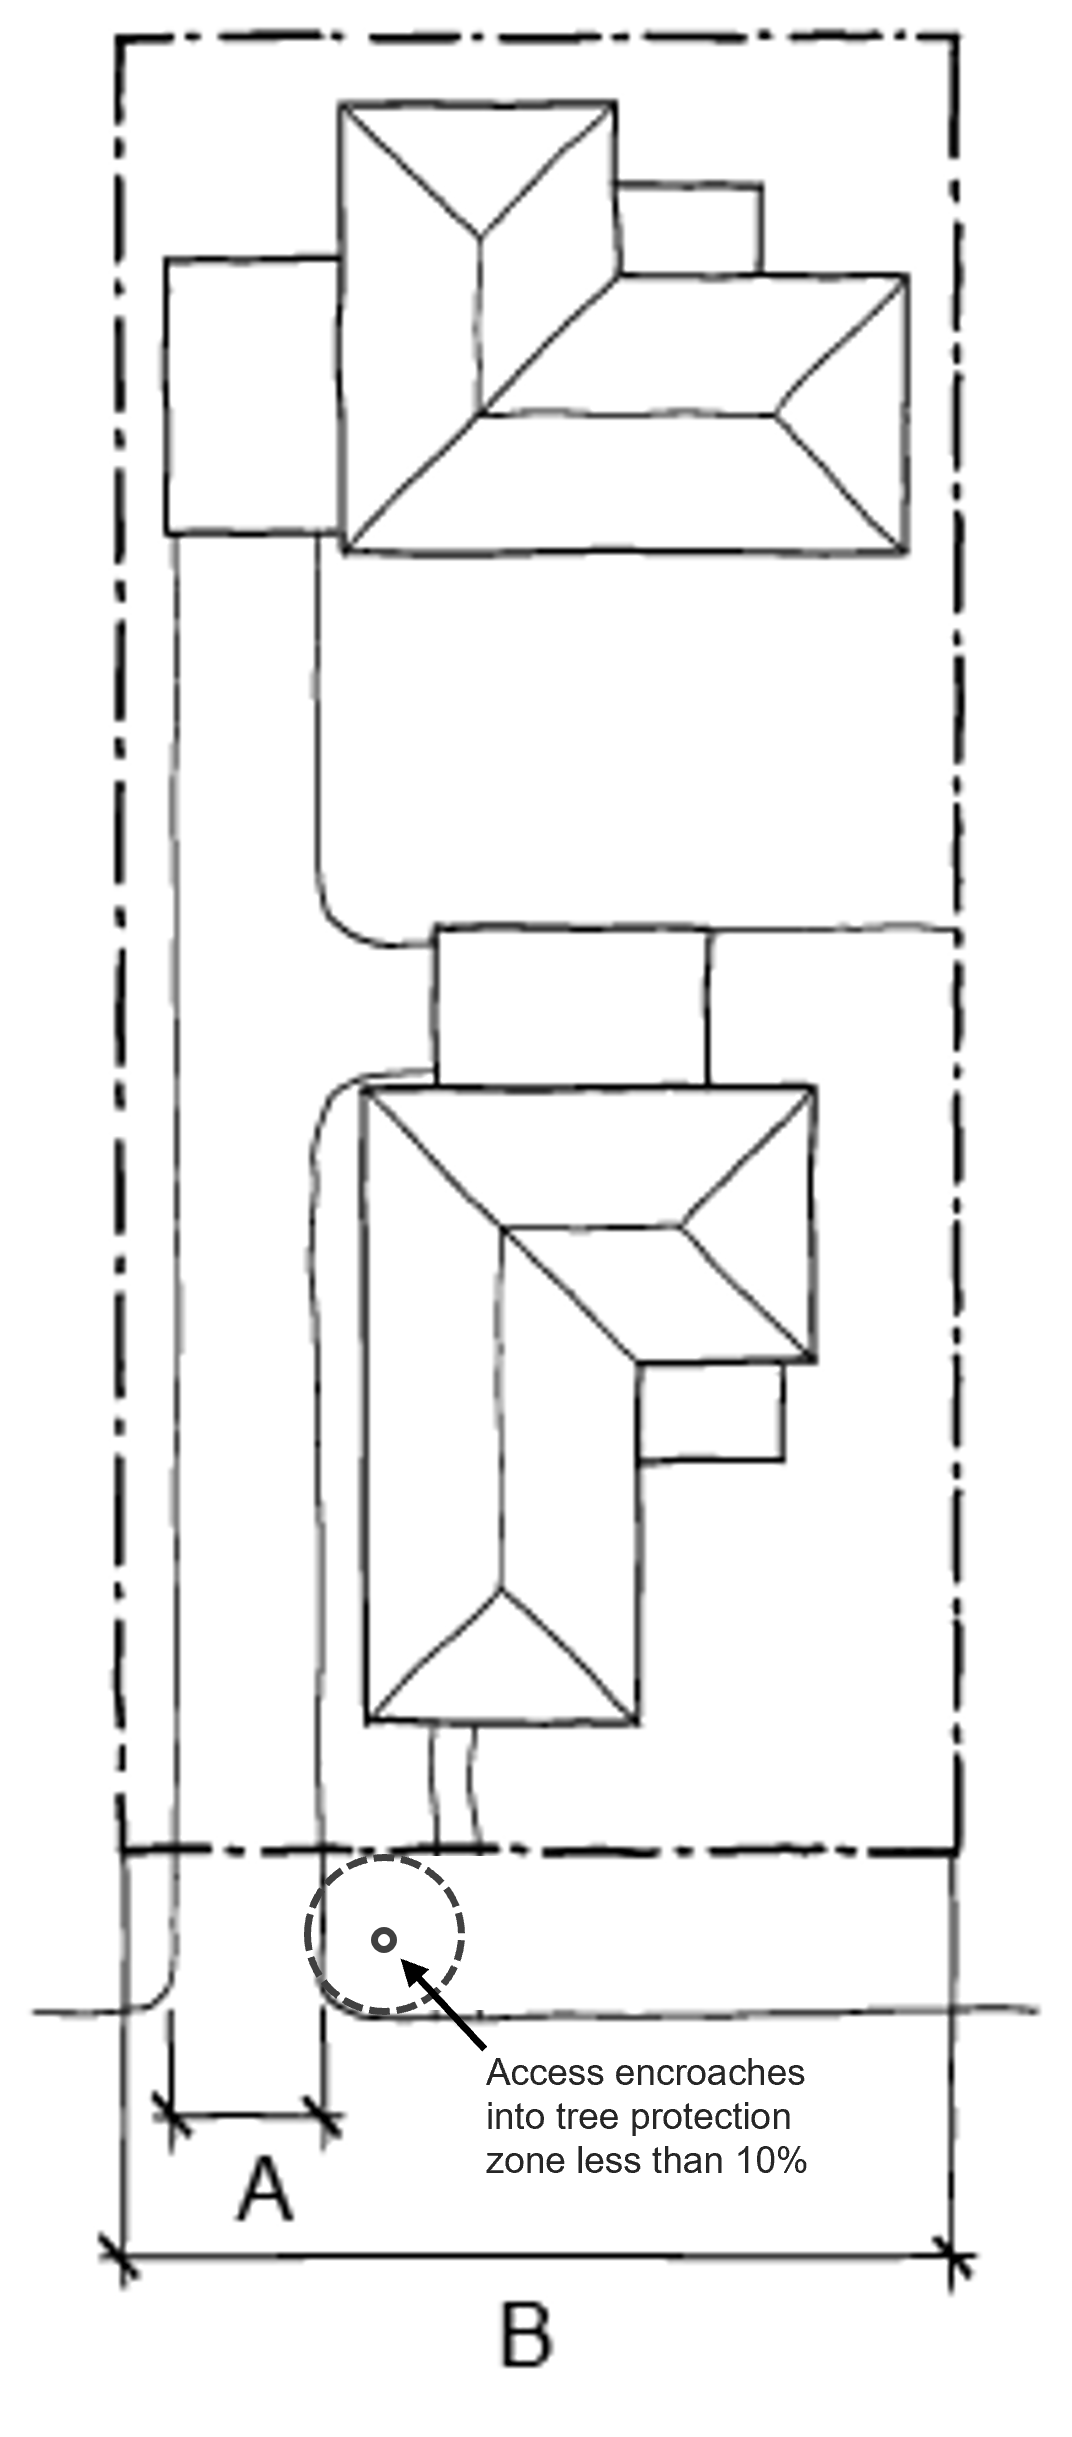 Access encroaches
into tree protection
zone less than 10%
A
B